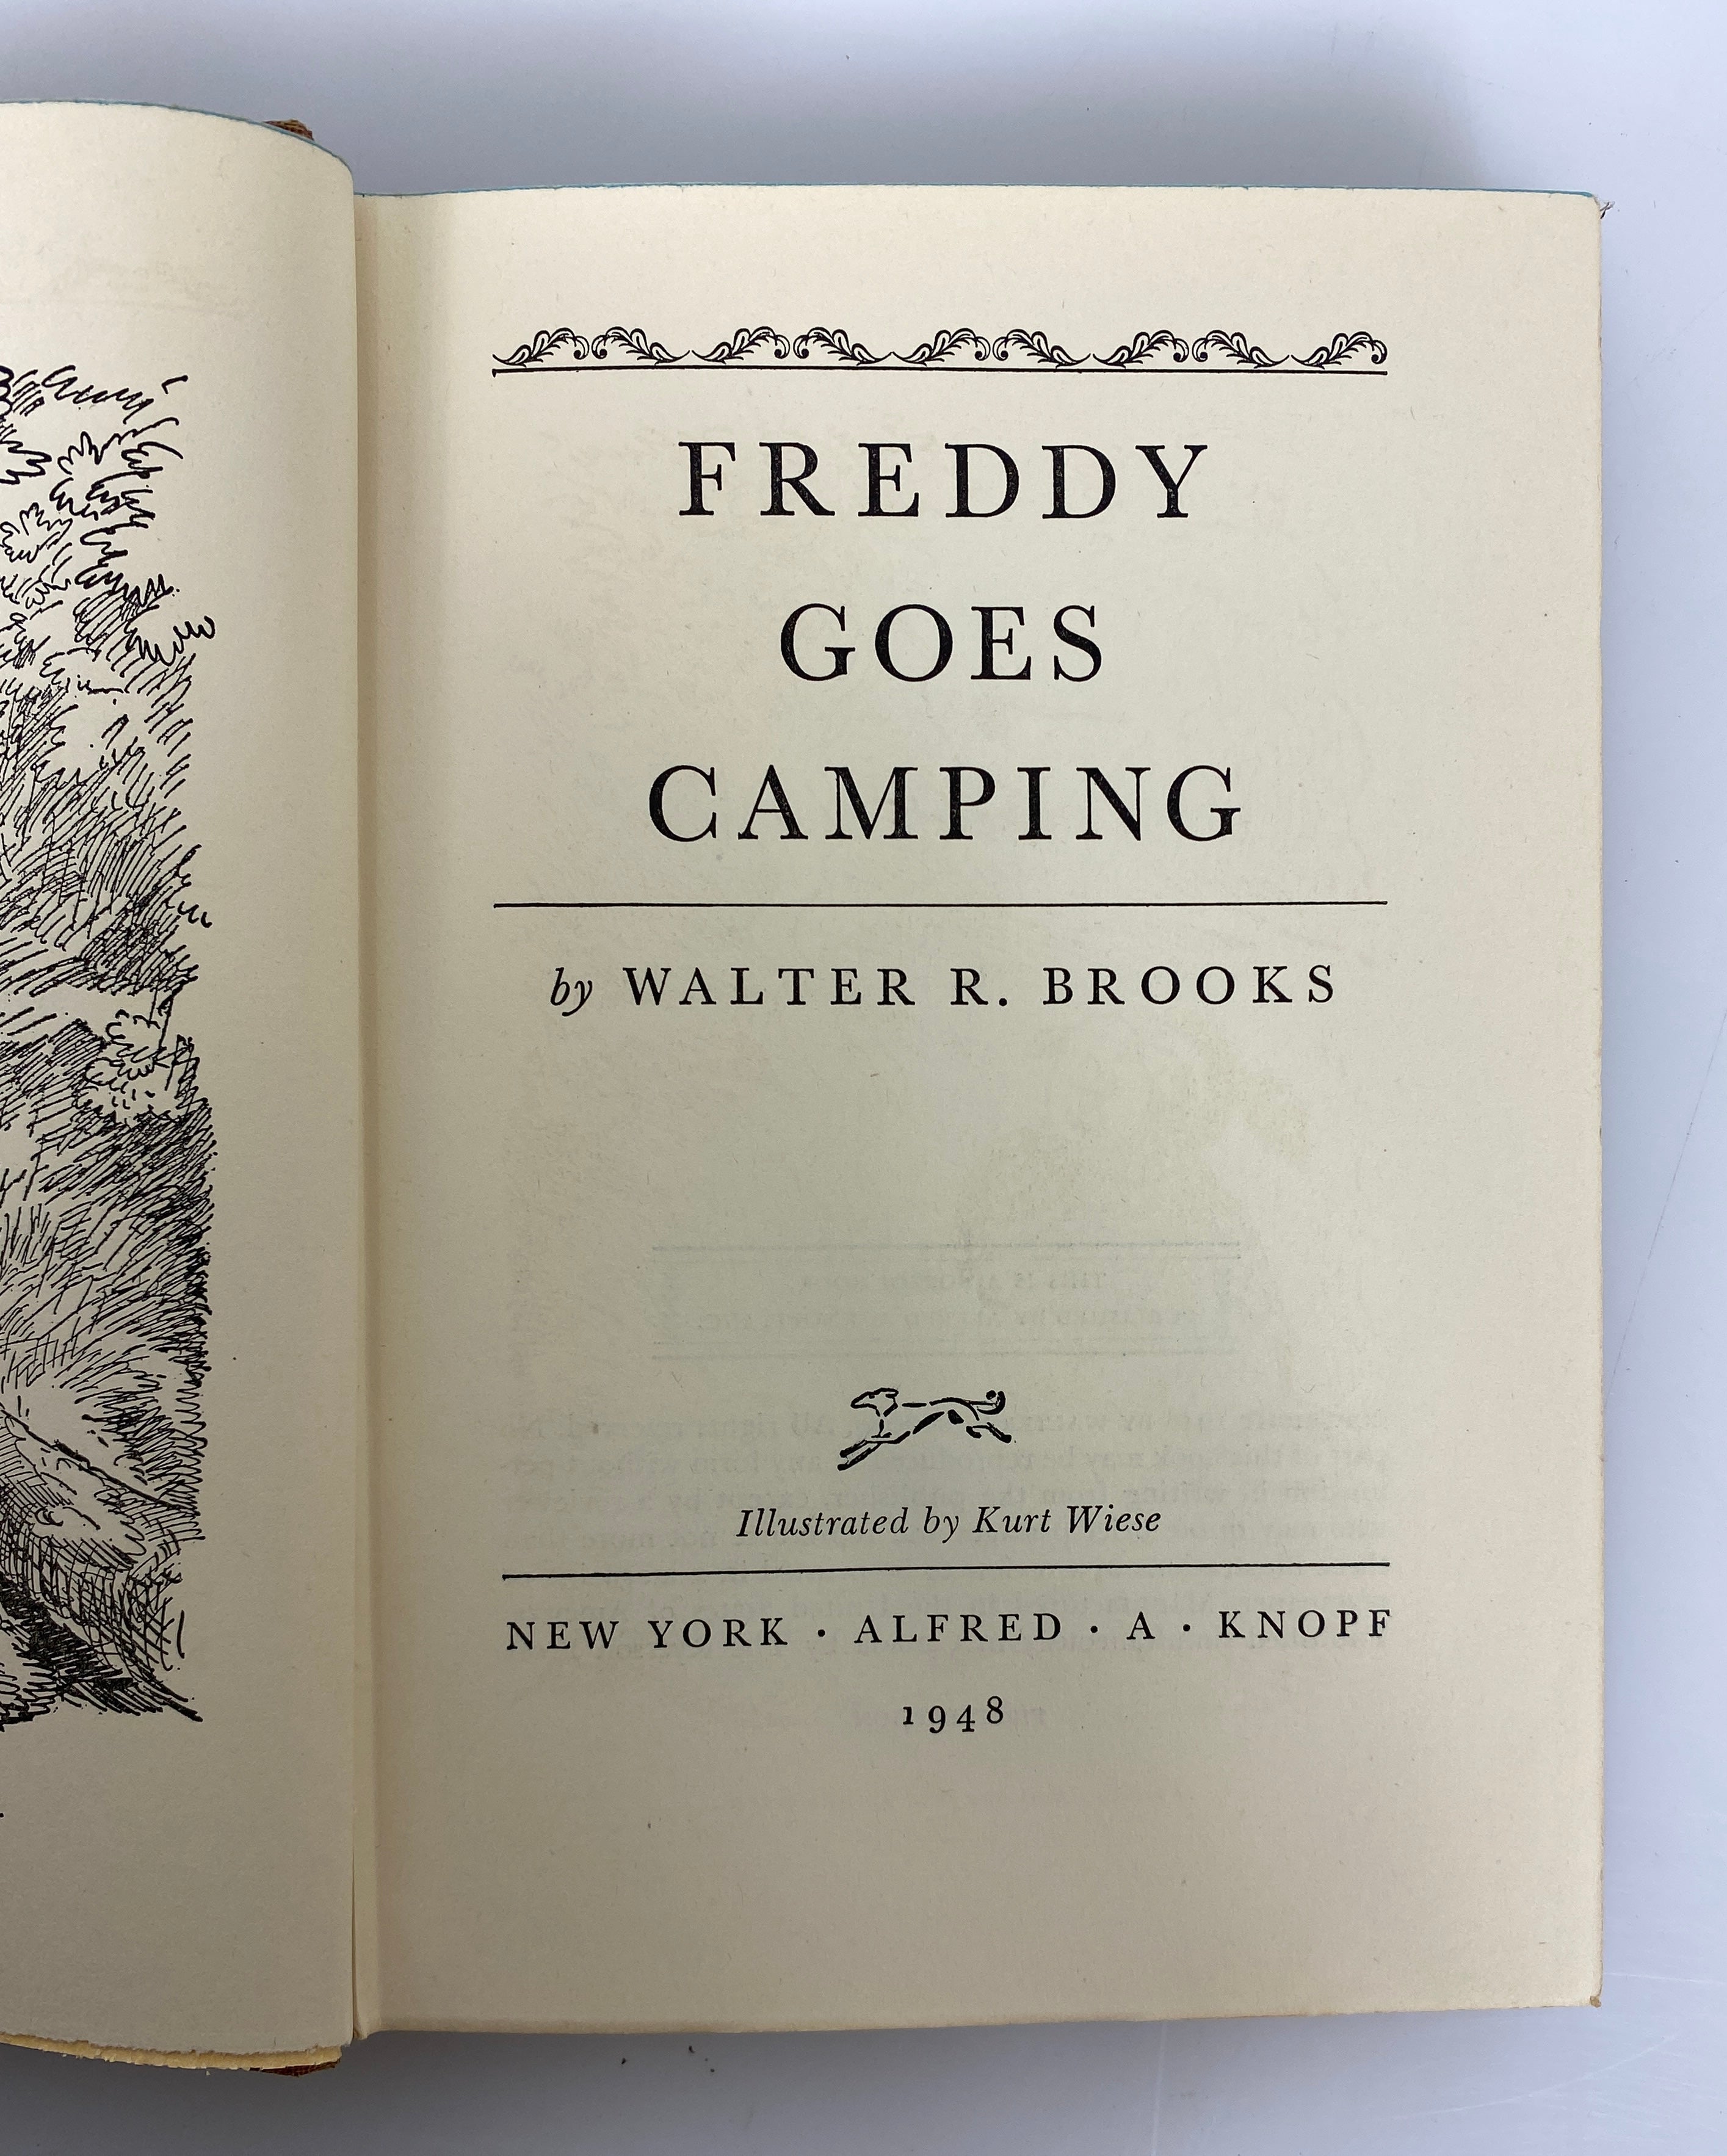 FREDDY
GOES
CAMPING
by WALTER R. BROOKS
Illustrated by Kurt Wiese
NEW YORK · ALFRED · A · KNOPF
1948